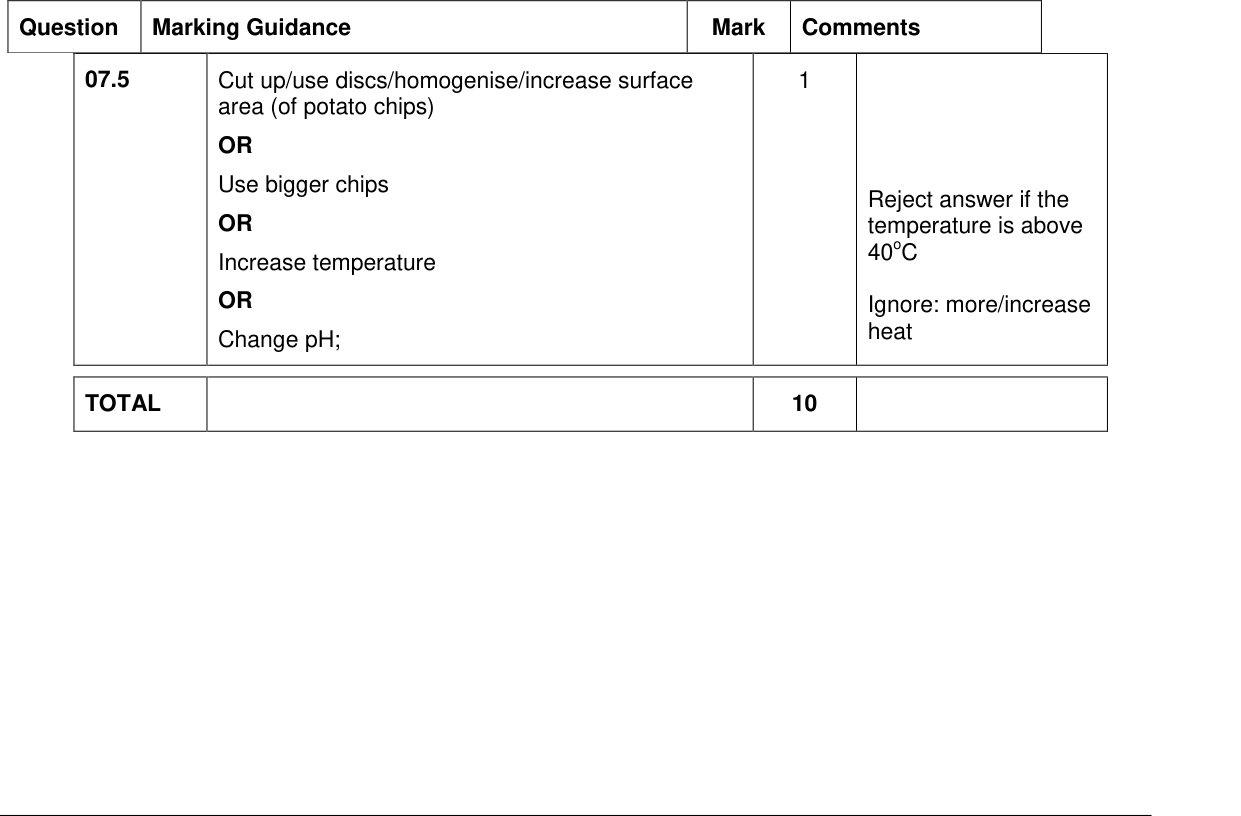 Question Marking Guidance Mark Comments
07.5 Cut up/use discs/homogenise/increase surface 1
area (of potato chips)
OR
Use bigger chips
OR
Increase temperature
OR
Change pH;
Reject answer if the
temperature is above
40°C
Ignore: more/increase
heat
TOTAL 10